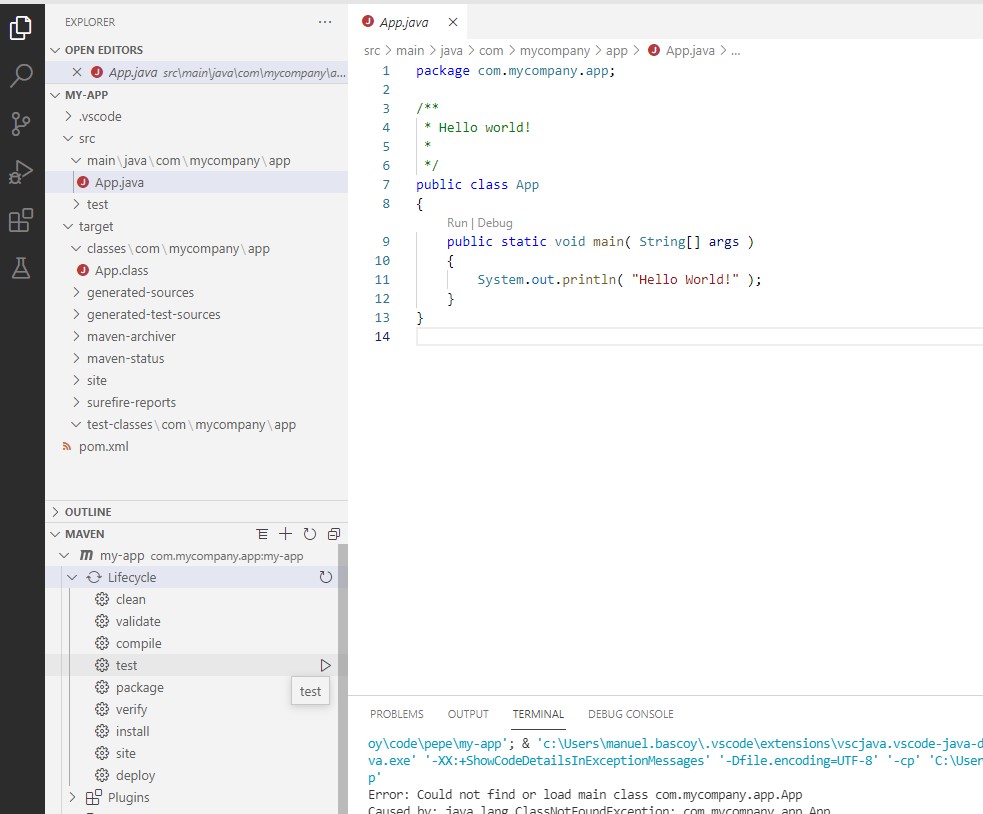 EXPLORER
OPEN EDITORS
App.java src\main\java\com\mycompany\a...
MY-APP
.vscode
src
main\java\com\mycompany\app
App.java
test
target
classes\com\mycompany\app
App.class
generated-sources
generated-test-sources
maven-archiver
maven-status
site
surefire-reports
test-classes\com\mycompany\app
pom.xml
OUTLINE
MAVEN
my-app com.mycompany.app:my-app
Lifecycle
clean
validate
compile
test
package
test
verify
install
site
deploy
Plugins
App.java
src > main > java > com > mycompany > app > App.java > ...
1 package com.mycompany.app;
2
3 /**
4 * Hello world!
5 *
6 */
7 public class App
8 {
Run | Debug
9 public static void main( String[] args )
10 {
11 System.out.println( "Hello World!" );
12 }
13 }
14
PROBLEMS OUTPUT TERMINAL DEBUG CONSOLE
oy\code\pepe\my-app'; & 'c:\Users\manuel.bascoy\.vscode\extensions\vscjava.vscode-java-d
va.exe' '-XX:+ShowCodeDetailsInExceptionMessages' '-Dfile.encoding=UTF-8' '-cp' 'C:\User
p'
Error: Could not find or load main class com.mycompany.app.App
Caused by: java.lang.ClassNotFoundException: com.mycompany.app.App